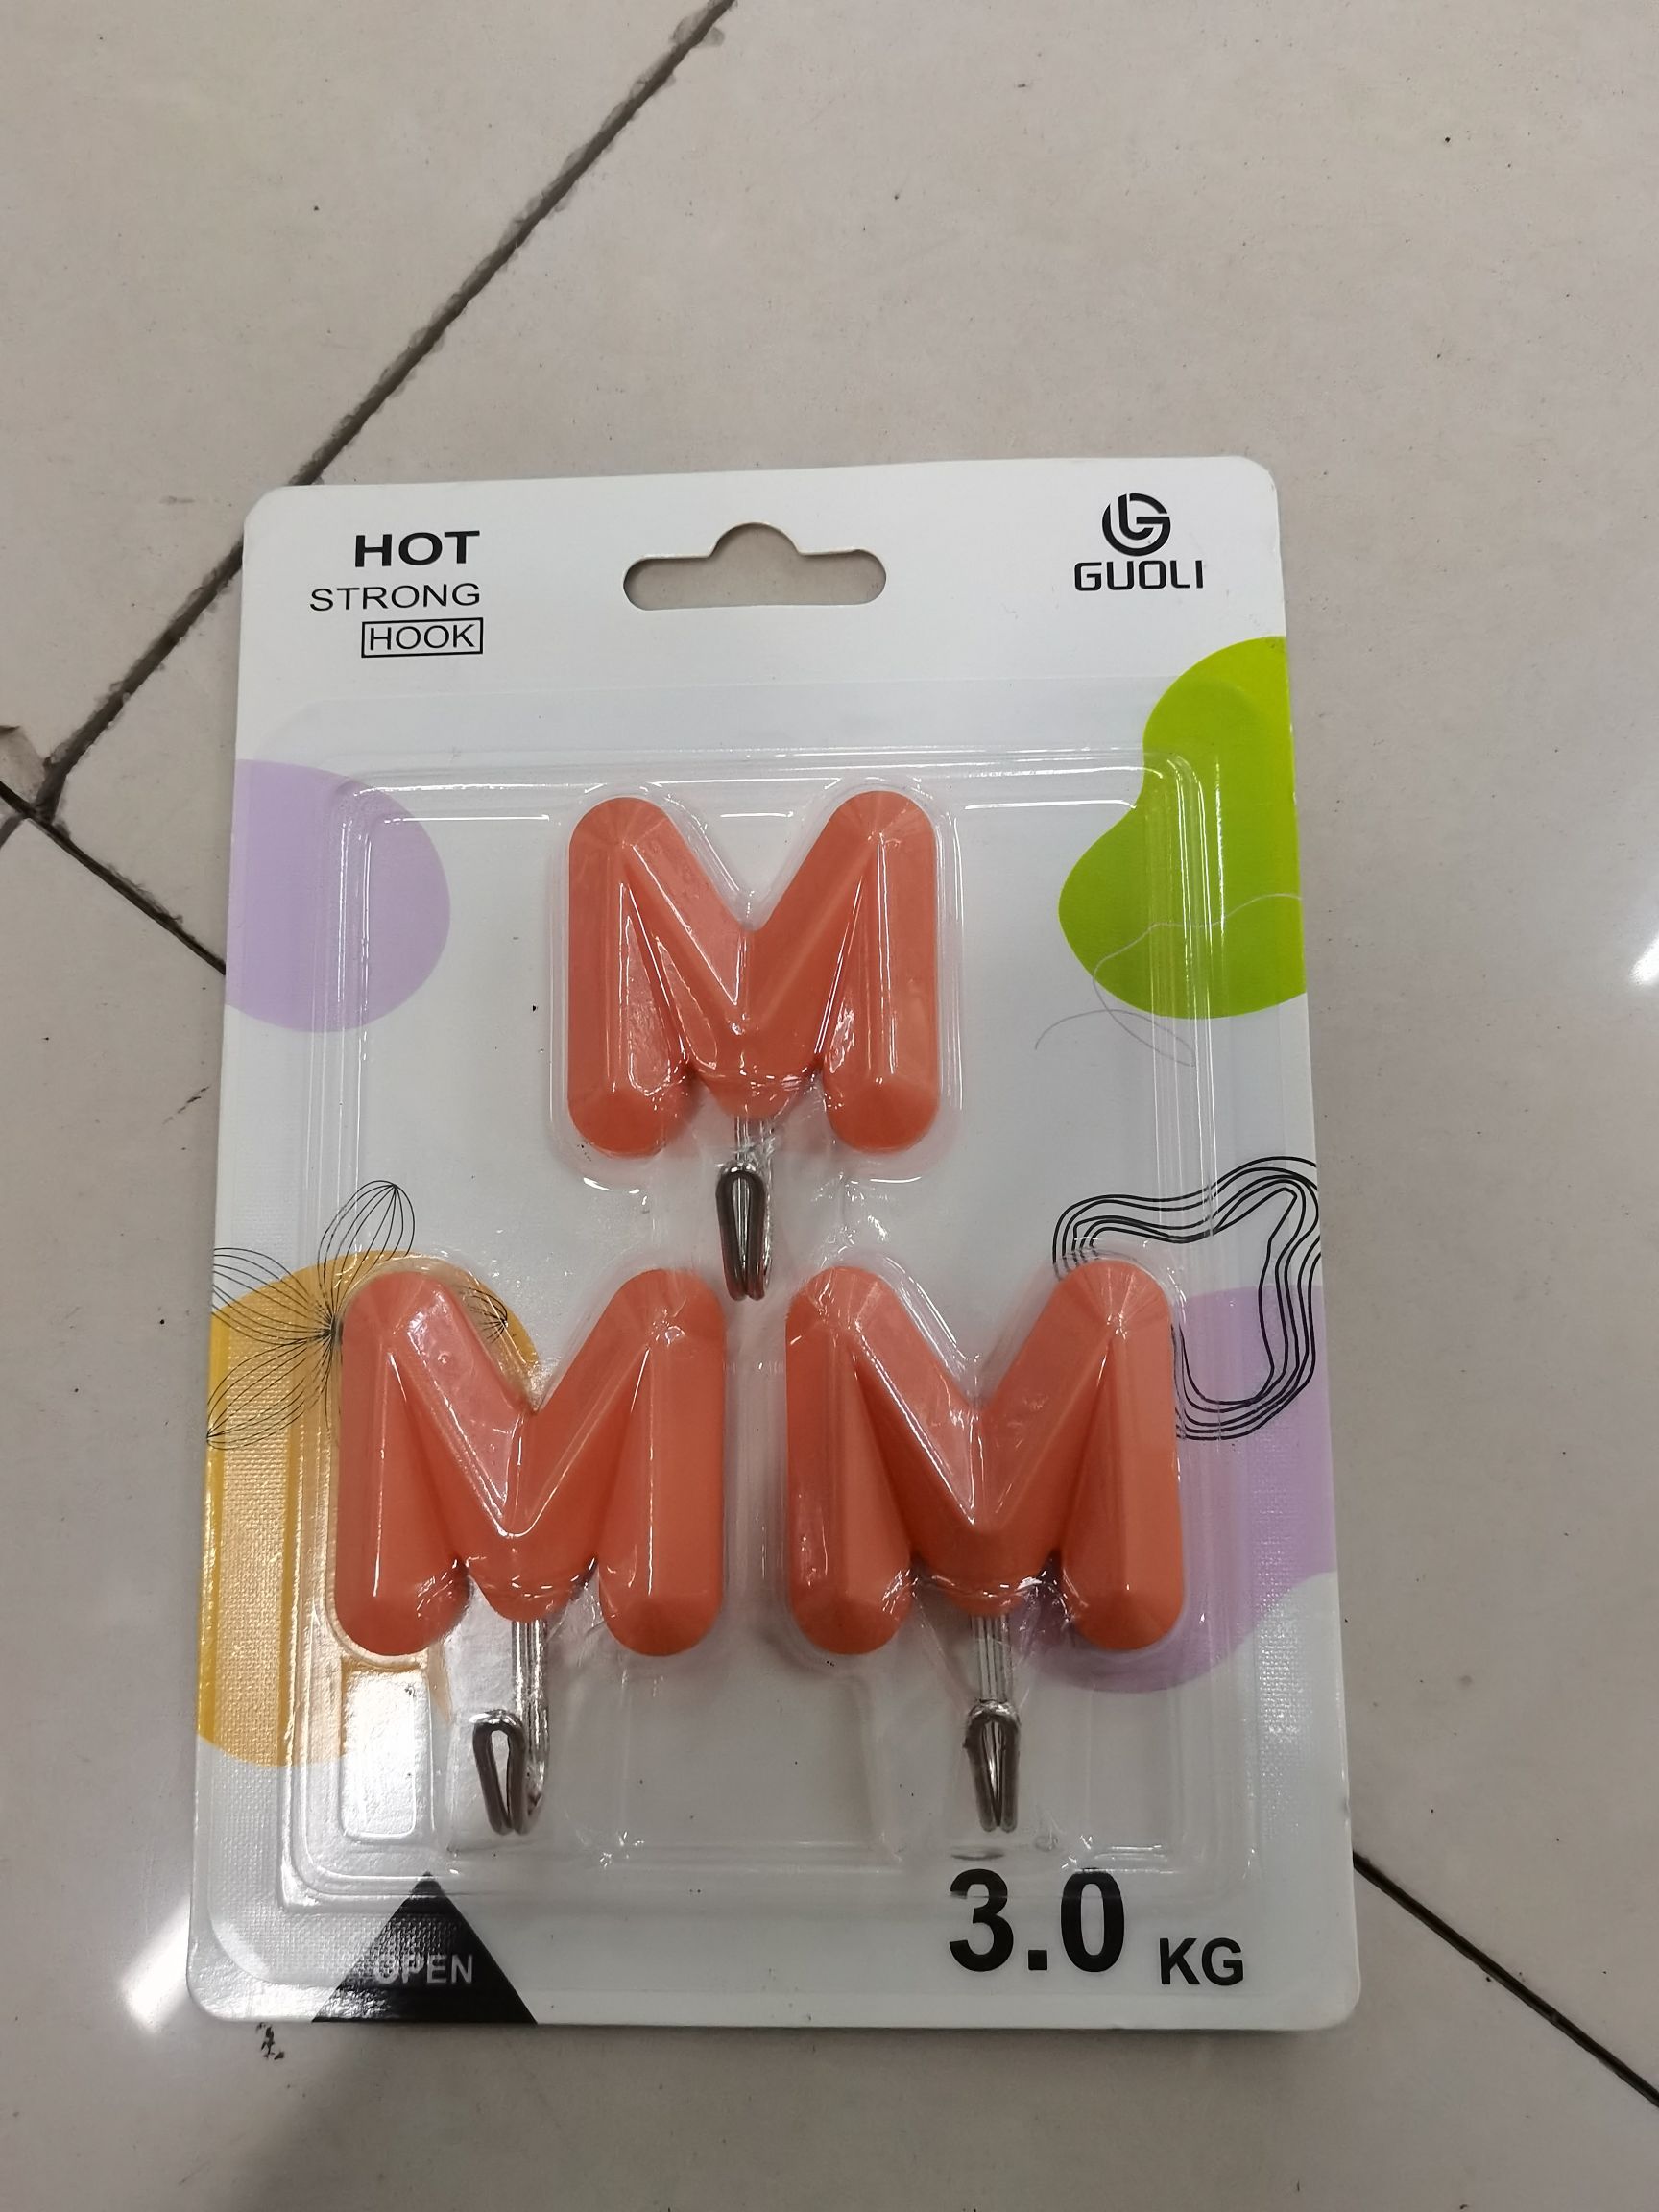 HOT
STRONG
HOOK
GUOLI
M
M M
OPEN
3.0 KG